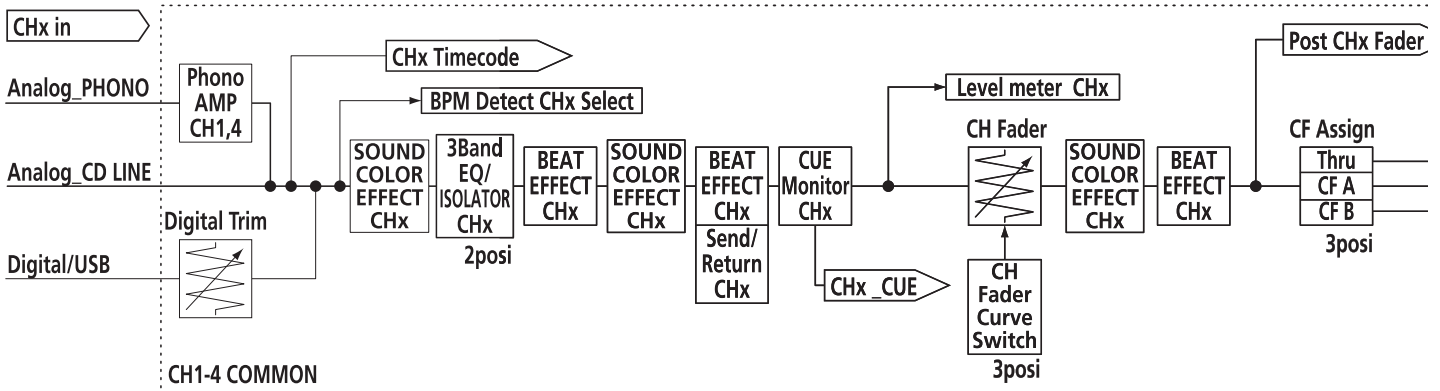 CHx in
CHx Timecode
Post CHx Fader
Analog_PHONO
Phono
AMP
CH1,4
BPM Detect CHx Select
Level meter CHx
CH Fader
CF Assign
Analog_CD LINE
SOUND
COLOR
EFFECT
CHx
3Band
EQ/
ISOLATOR
CHx
2posi
BEAT
EFFECT
CHx
SOUND
COLOR
EFFECT
CHx
BEAT
EFFECT
CHx
Send/
Return
CHx
CUE
Monitor
CHx
SOUND
COLOR
EFFECT
CHx
BEAT
EFFECT
CHx
Thru
CF A
CF B
3posi
Digital Trim
Digital/USB
CHx _CUE
CH
Fader
Curve
Switch
3posi
CH1-4 COMMON